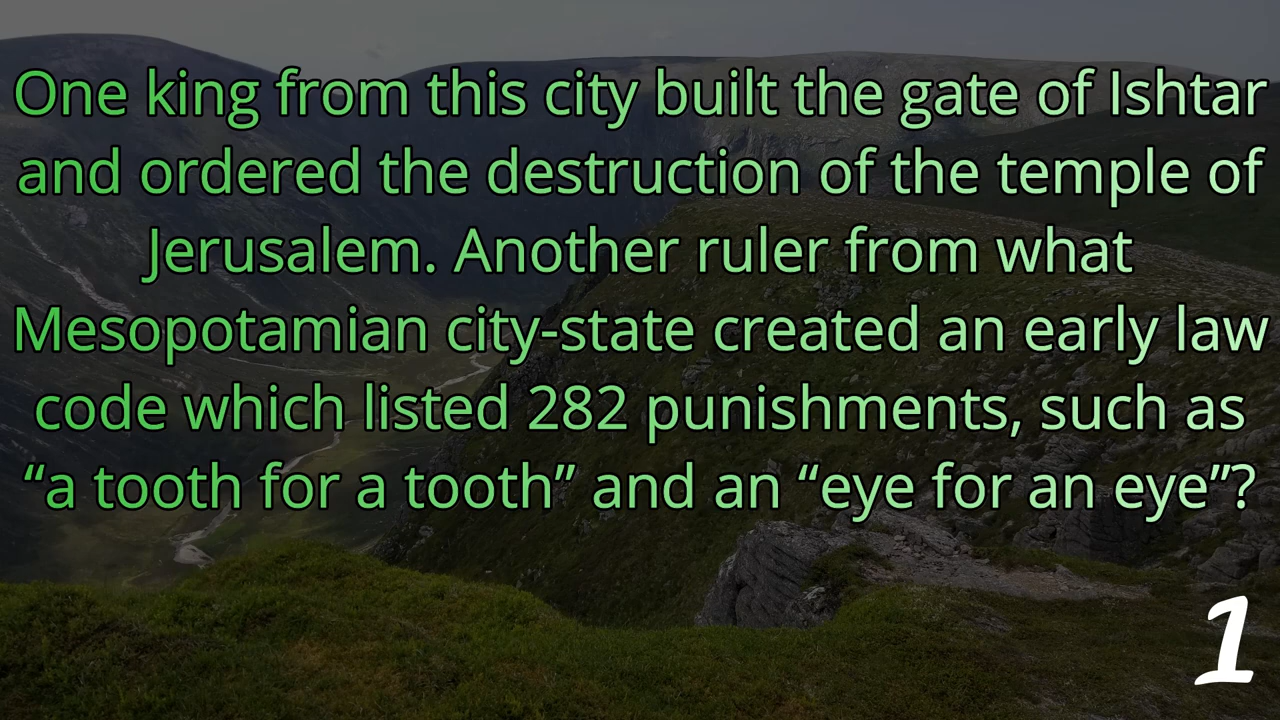 One king from this city built the gate of Ishtar
and ordered the destruction of the temple of
Jerusalem. Another ruler from what
Mesopotamian city-state created an early law
code which listed 282 punishments, such as
“a tooth for a tooth” and an “eye for an eye”?
1